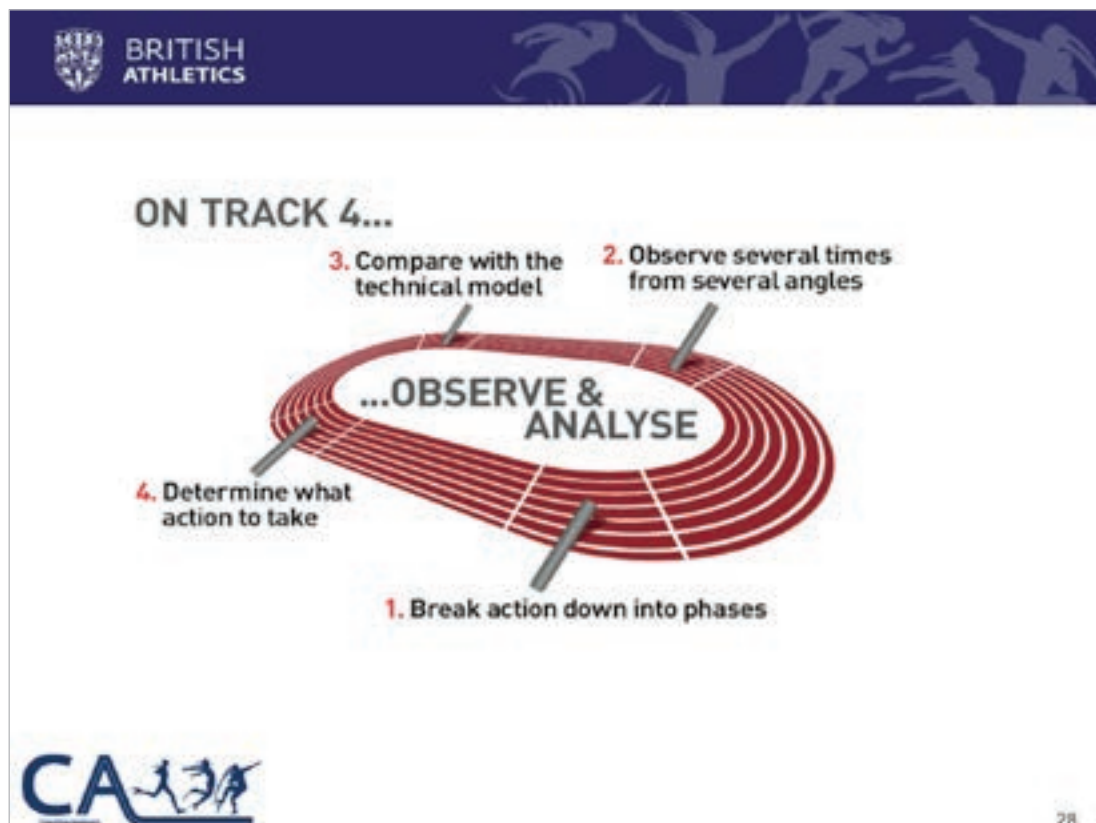 BRITISH
ATHLETICS
ON TRACK 4...
3. Compare with the
technical model
2. Observe several times
from several angles
...OBSERVE &
ANALYSE
4. Determine what
action to take
1. Break action down into phases
CA
28